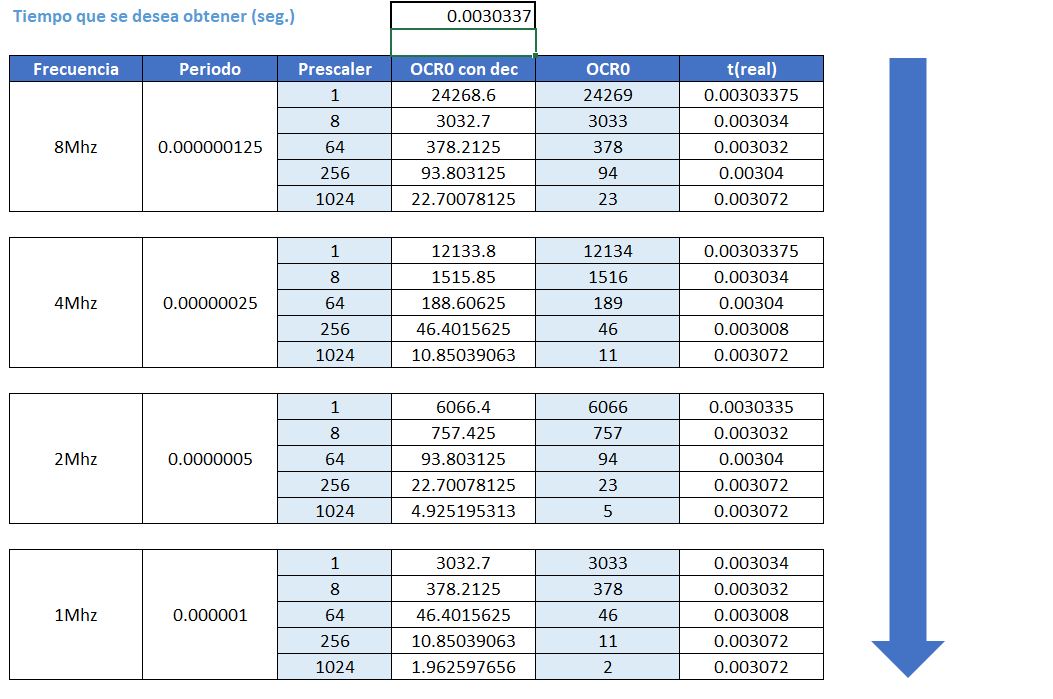 Tiempo que se desea obtener (seg.) 0.0030337
Frecuencia Periodo Prescaler OCR0 con dec OCR0 t(real)
8Mhz 0.000000125
1 24268.6 24269 0.00303375
8 3032.7 3033 0.003034
64 378.2125 378 0.003032
256 93.803125 94 0.00304
1024 22.70078125 23 0.003072
4Mhz 0.00000025
1 12133.8 12134 0.00303375
8 1515.85 1516 0.003034
64 188.60625 189 0.00304
256 46.4015625 46 0.003008
1024 10.85039063 11 0.003072
2Mhz 0.0000005
1 6066.4 6066 0.0030335
8 757.425 757 0.003032
64 93.803125 94 0.00304
256 22.70078125 23 0.003072
1024 4.925195313 5 0.003072
1Mhz 0.000001
1 3032.7 3033 0.003034
8 378.2125 378 0.003032
64 46.4015625 46 0.003008
256 10.85039063 11 0.003072
1024 1.962597656 2 0.003072